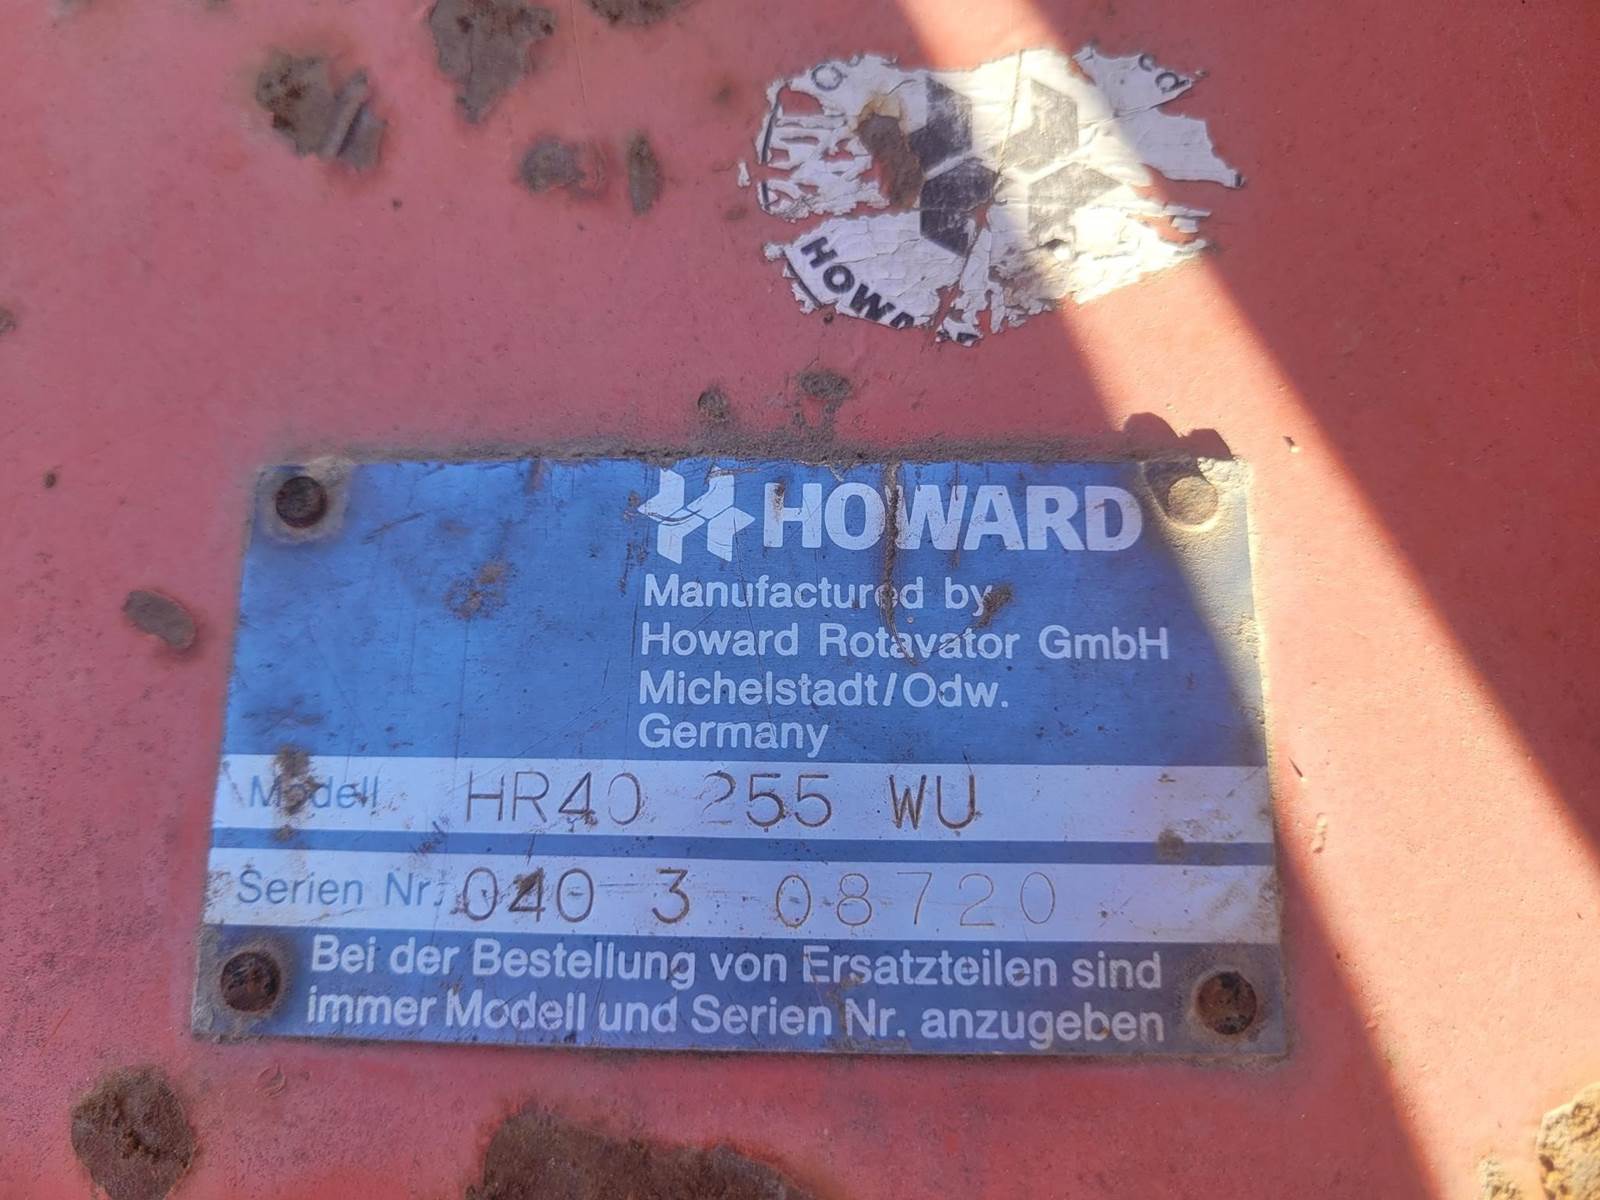 HOWARD
Manufactured by
Howard Rotavator GmbH
Michelstadt/Odw.
Germany
Modell HR40 255 WU
Serien Nr. 040 3 08720
Bei der Bestellung von Ersatzteilen sind
immer Modell und Serien Nr. anzugeben